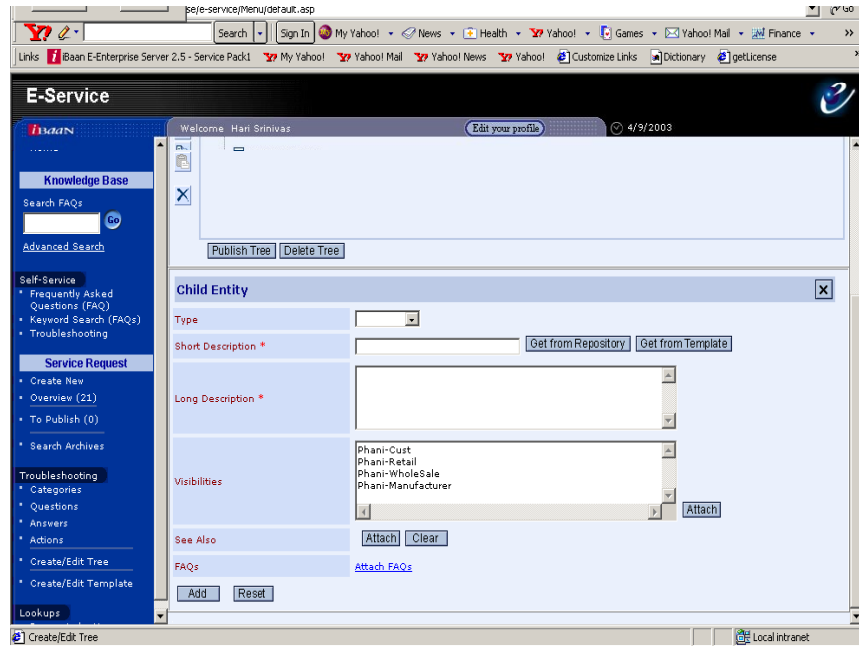 se/e-service/Menu/default.asp
Go
Y? Search Sign In My Yahoo! News Health Yahoo! Games Yahoo! Mail Finance »
Links iBaan E-Enterprise Server 2.5 - Service Pack1 My Yahoo! Yahoo! Mail Yahoo! News Yahoo! Customize Links Dictionary getLicense
E-Service
iBaan
Welcome Hari Srinivas Edit your profile 4/9/2003
Knowledge Base
Search FAQs
Go
Advanced Search
Self-Service
Frequently Asked
Questions (FAQ)
Keyword Search (FAQs)
Troubleshooting
Service Request
Create New
Overview (21)
To Publish (0)
Search Archives
Troubleshooting
Categories
Questions
Answers
Actions
Create/Edit Tree
Create/Edit Template
Lookups
Publish Tree Delete Tree
Child Entity X
Type
Short Description * Get from Repository Get from Template
Long Description *
Visibilities
Phani-Cust
Phani-Retail
Phani-WholeSale
Phani-Manufacturer
Attach
See Also Attach Clear
FAQs Attach FAQs
Add Reset
Create/Edt Tree Local intranet